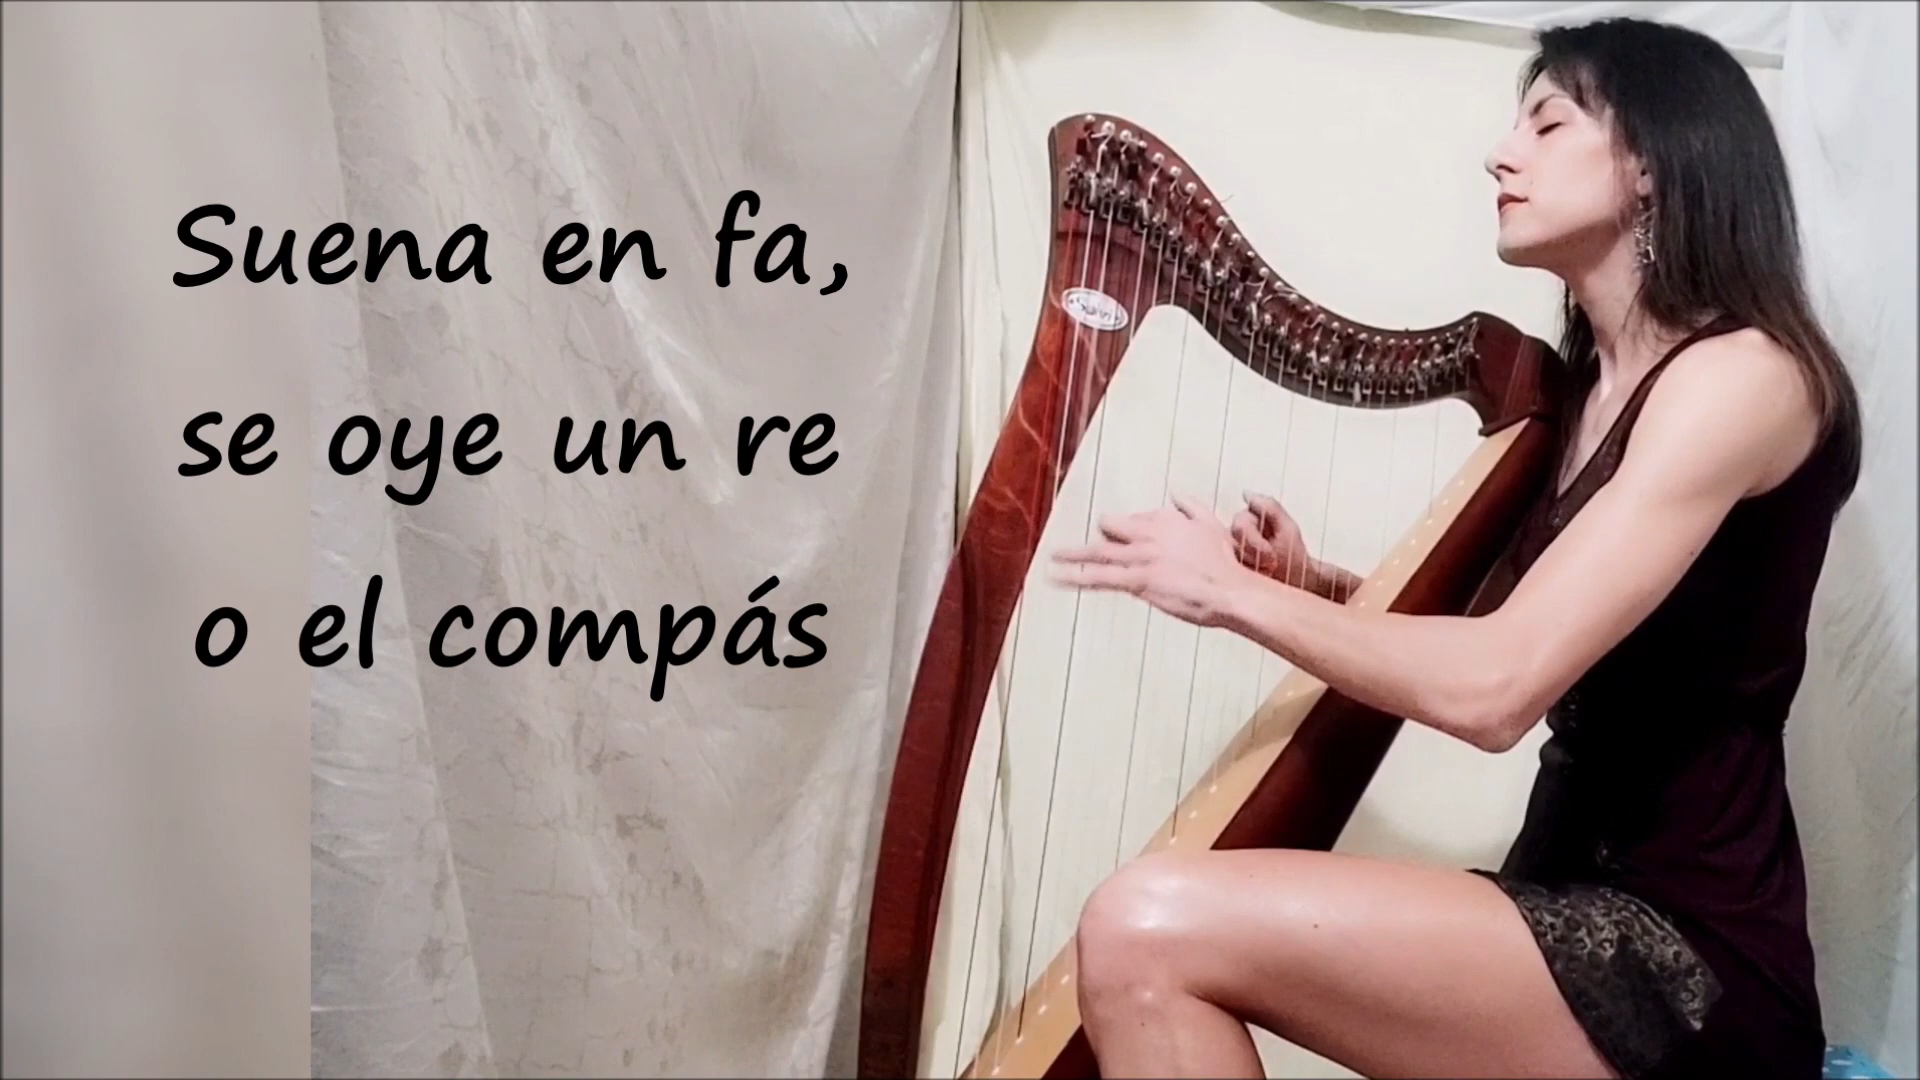 Suena en fa,
se oye un re
o el compás